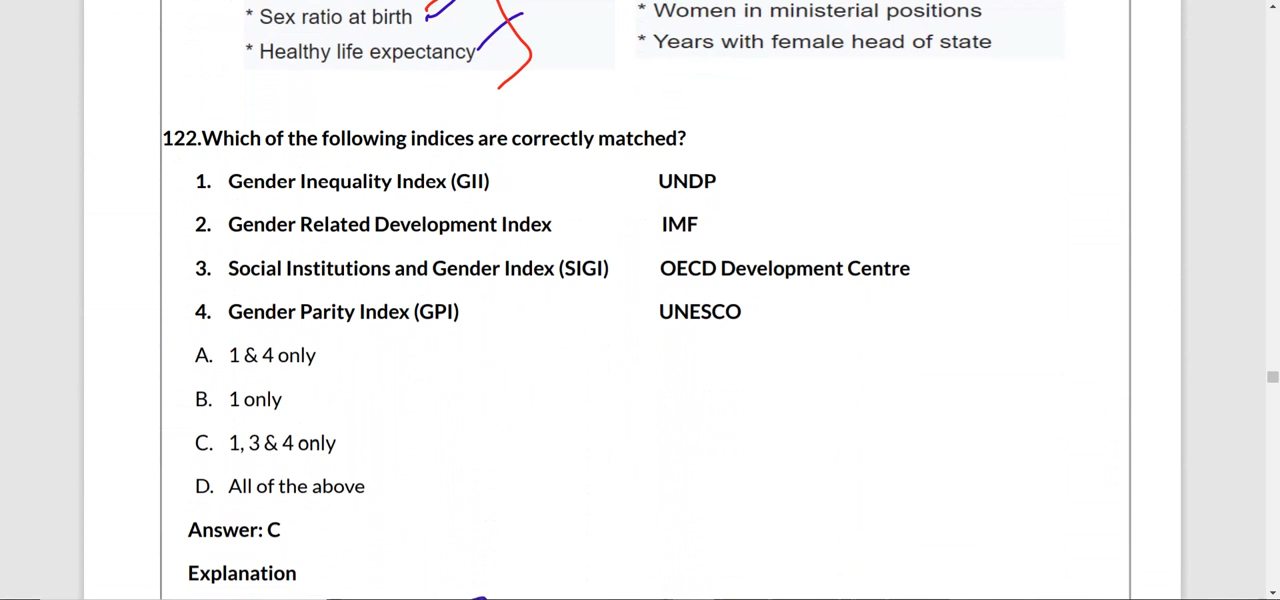 * Sex ratio at birth
* Women in ministerial positions
* Healthy life expectancy
* Years with female head of state
122.Which of the following indices are correctly matched?
1. Gender Inequality Index (GII) UNDP
2. Gender Related Development Index IMF
3. Social Institutions and Gender Index (SIGI) OECD Development Centre
4. Gender Parity Index (GPI) UNESCO
A. 1 & 4 only
B. 1 only
C. 1, 3 & 4 only
D. All of the above
Answer: C
Explanation